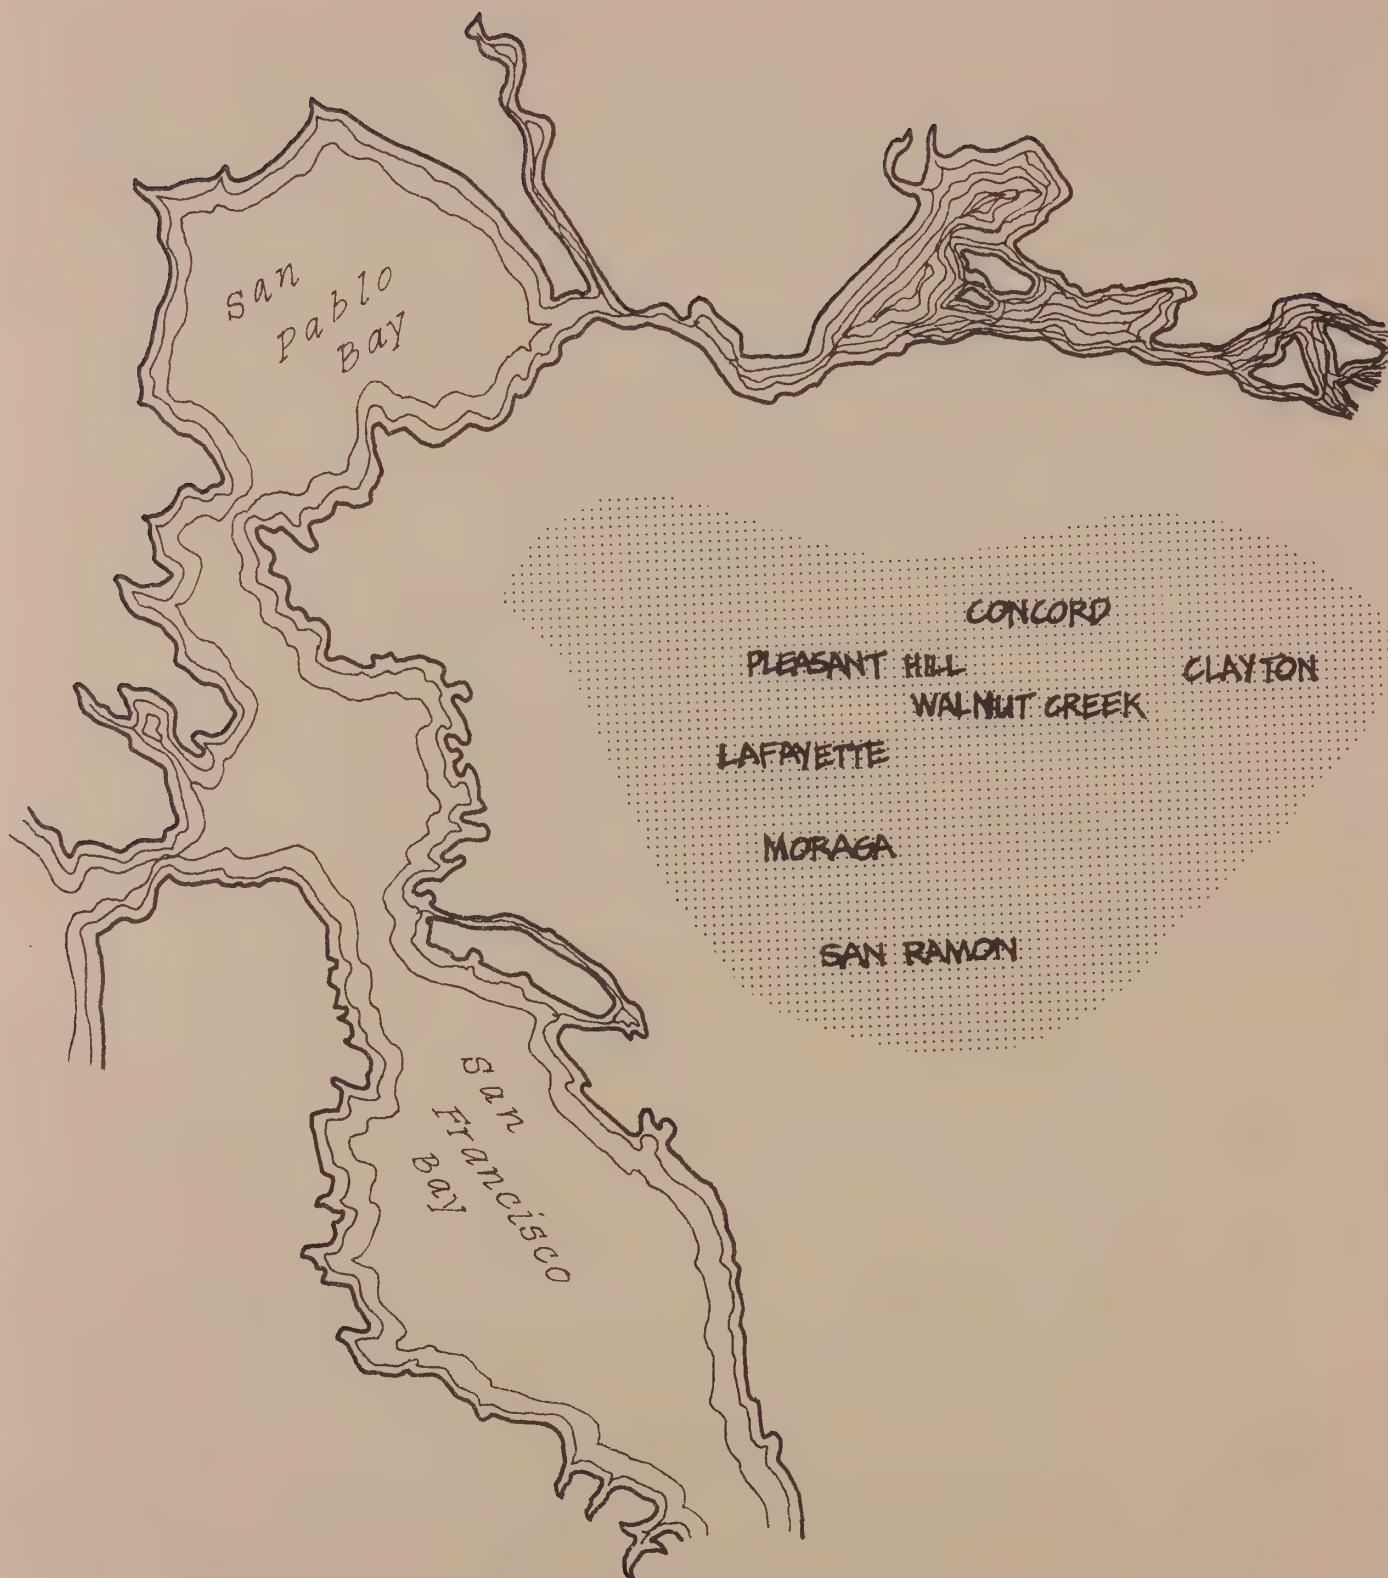 San
Pablo
Bay
CONCORD
PLEASANT HILL
CLAYTON
WALNUT CREEK
LAFAYETTE
MORAGA
SAN RAMON
San
Francisco
Bay